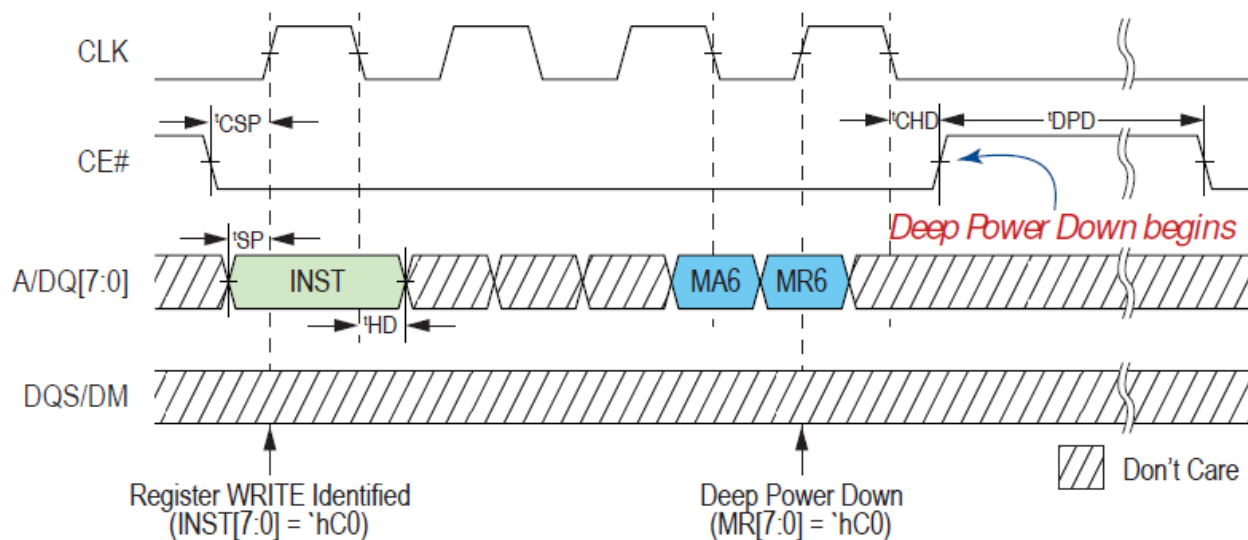 CLK
tCSP
tCHD
tDPD
CE#
Deep Power Down begins
tSP
A/DQ[7:0]
INST
MA6
MR6
tHD
DQS/DM
Register WRITE Identified
(INST[7:0] = `hC0)
Deep Power Down
(MR[7:0] = `hC0)
Don't Care